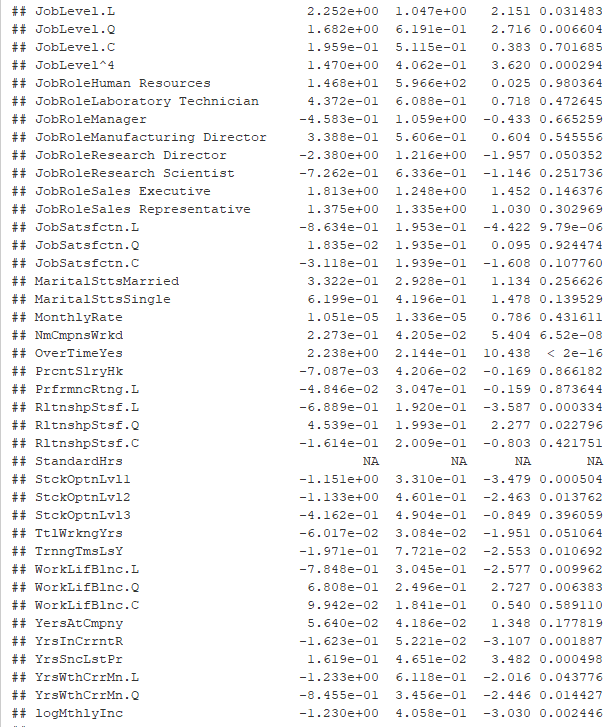 ## JobLevel.L 2.252e+00 1.047e+00 2.151 0.031483
## JobLevel.Q 1.682e+00 6.191e-01 2.716 0.006604
## JobLevel.C 1.959e-01 5.115e-01 0.383 0.701685
## JobLevel^4 1.470e+00 4.062e-01 3.620 0.000294
## JobRoleHuman Resources 1.468e+01 5.966e+02 0.025 0.980364
## JobRoleLaboratory Technician 4.372e-01 6.088e-01 0.718 0.472645
## JobRoleManager -4.583e-01 1.059e+00 -0.433 0.665259
## JobRoleManufacturing Director 3.388e-01 5.606e-01 0.604 0.545556
## JobRoleResearch Director -2.380e+00 1.216e+00 -1.957 0.050352
## JobRoleResearch Scientist -7.262e-01 6.336e-01 -1.146 0.251736
## JobRoleSales Executive 1.813e+00 1.248e+00 1.452 0.146376
## JobRoleSales Representative 1.375e+00 1.335e+00 1.030 0.302969
## JobSatsfctn.L -8.634e-01 1.953e-01 -4.422 9.79e-06
## JobSatsfctn.Q 1.835e-02 1.935e-01 0.095 0.924474
## JobSatsfctn.C -3.118e-01 1.939e-01 -1.608 0.107760
## MaritalSttsMarried 3.322e-01 2.928e-01 1.134 0.256626
## MaritalSttsSingle 6.199e-01 4.196e-01 1.478 0.139529
## MonthlyRate 1.051e-05 1.336e-05 0.786 0.431611
## NmCmpnsWrkd 2.273e-01 4.205e-02 5.404 6.52e-08
## OverTimeYes 2.238e+00 2.144e-01 10.438 < 2e-16
## PrcntSlryHk -7.087e-03 4.206e-02 -0.169 0.866182
## PrfrmncRtng.L -4.846e-02 3.047e-01 -0.159 0.873644
## RltnshpStsf.L -6.889e-01 1.920e-01 -3.587 0.000334
## RltnshpStsf.Q 4.539e-01 1.993e-01 2.277 0.022796
## RltnshpStsf.C -1.614e-01 2.009e-01 -0.803 0.421751
## StandardHrs NA NA NA NA
## StckOptnLvl1 -1.151e+00 3.310e-01 -3.479 0.000504
## StckOptnLvl2 -1.133e+00 4.601e-01 -2.463 0.013762
## StckOptnLvl3 -4.162e-01 4.904e-01 -0.849 0.396059
## TtlWrkngYrs -6.017e-02 3.084e-02 -1.951 0.051064
## TrnngTmsLsY -1.971e-01 7.721e-02 -2.553 0.010692
## WorkLifBlnc.L -7.848e-01 3.045e-01 -2.577 0.009962
## WorkLifBlnc.Q 6.808e-01 2.496e-01 2.727 0.006383
## WorkLifBlnc.C 9.942e-02 1.841e-01 0.540 0.589110
## YersAtCmpny 5.640e-02 4.186e-02 1.348 0.177819
## YrsInCrrntR -1.623e-01 5.221e-02 -3.107 0.001887
## YrsSncLstPr 1.619e-01 4.651e-02 3.482 0.000498
## YrsWthCrrMn.L -1.233e+00 6.118e-01 -2.016 0.043776
## YrsWthCrrMn.Q -8.455e-01 3.456e-01 -2.446 0.014427
## logMthlyInc -1.230e+00 4.058e-01 -3.030 0.002446